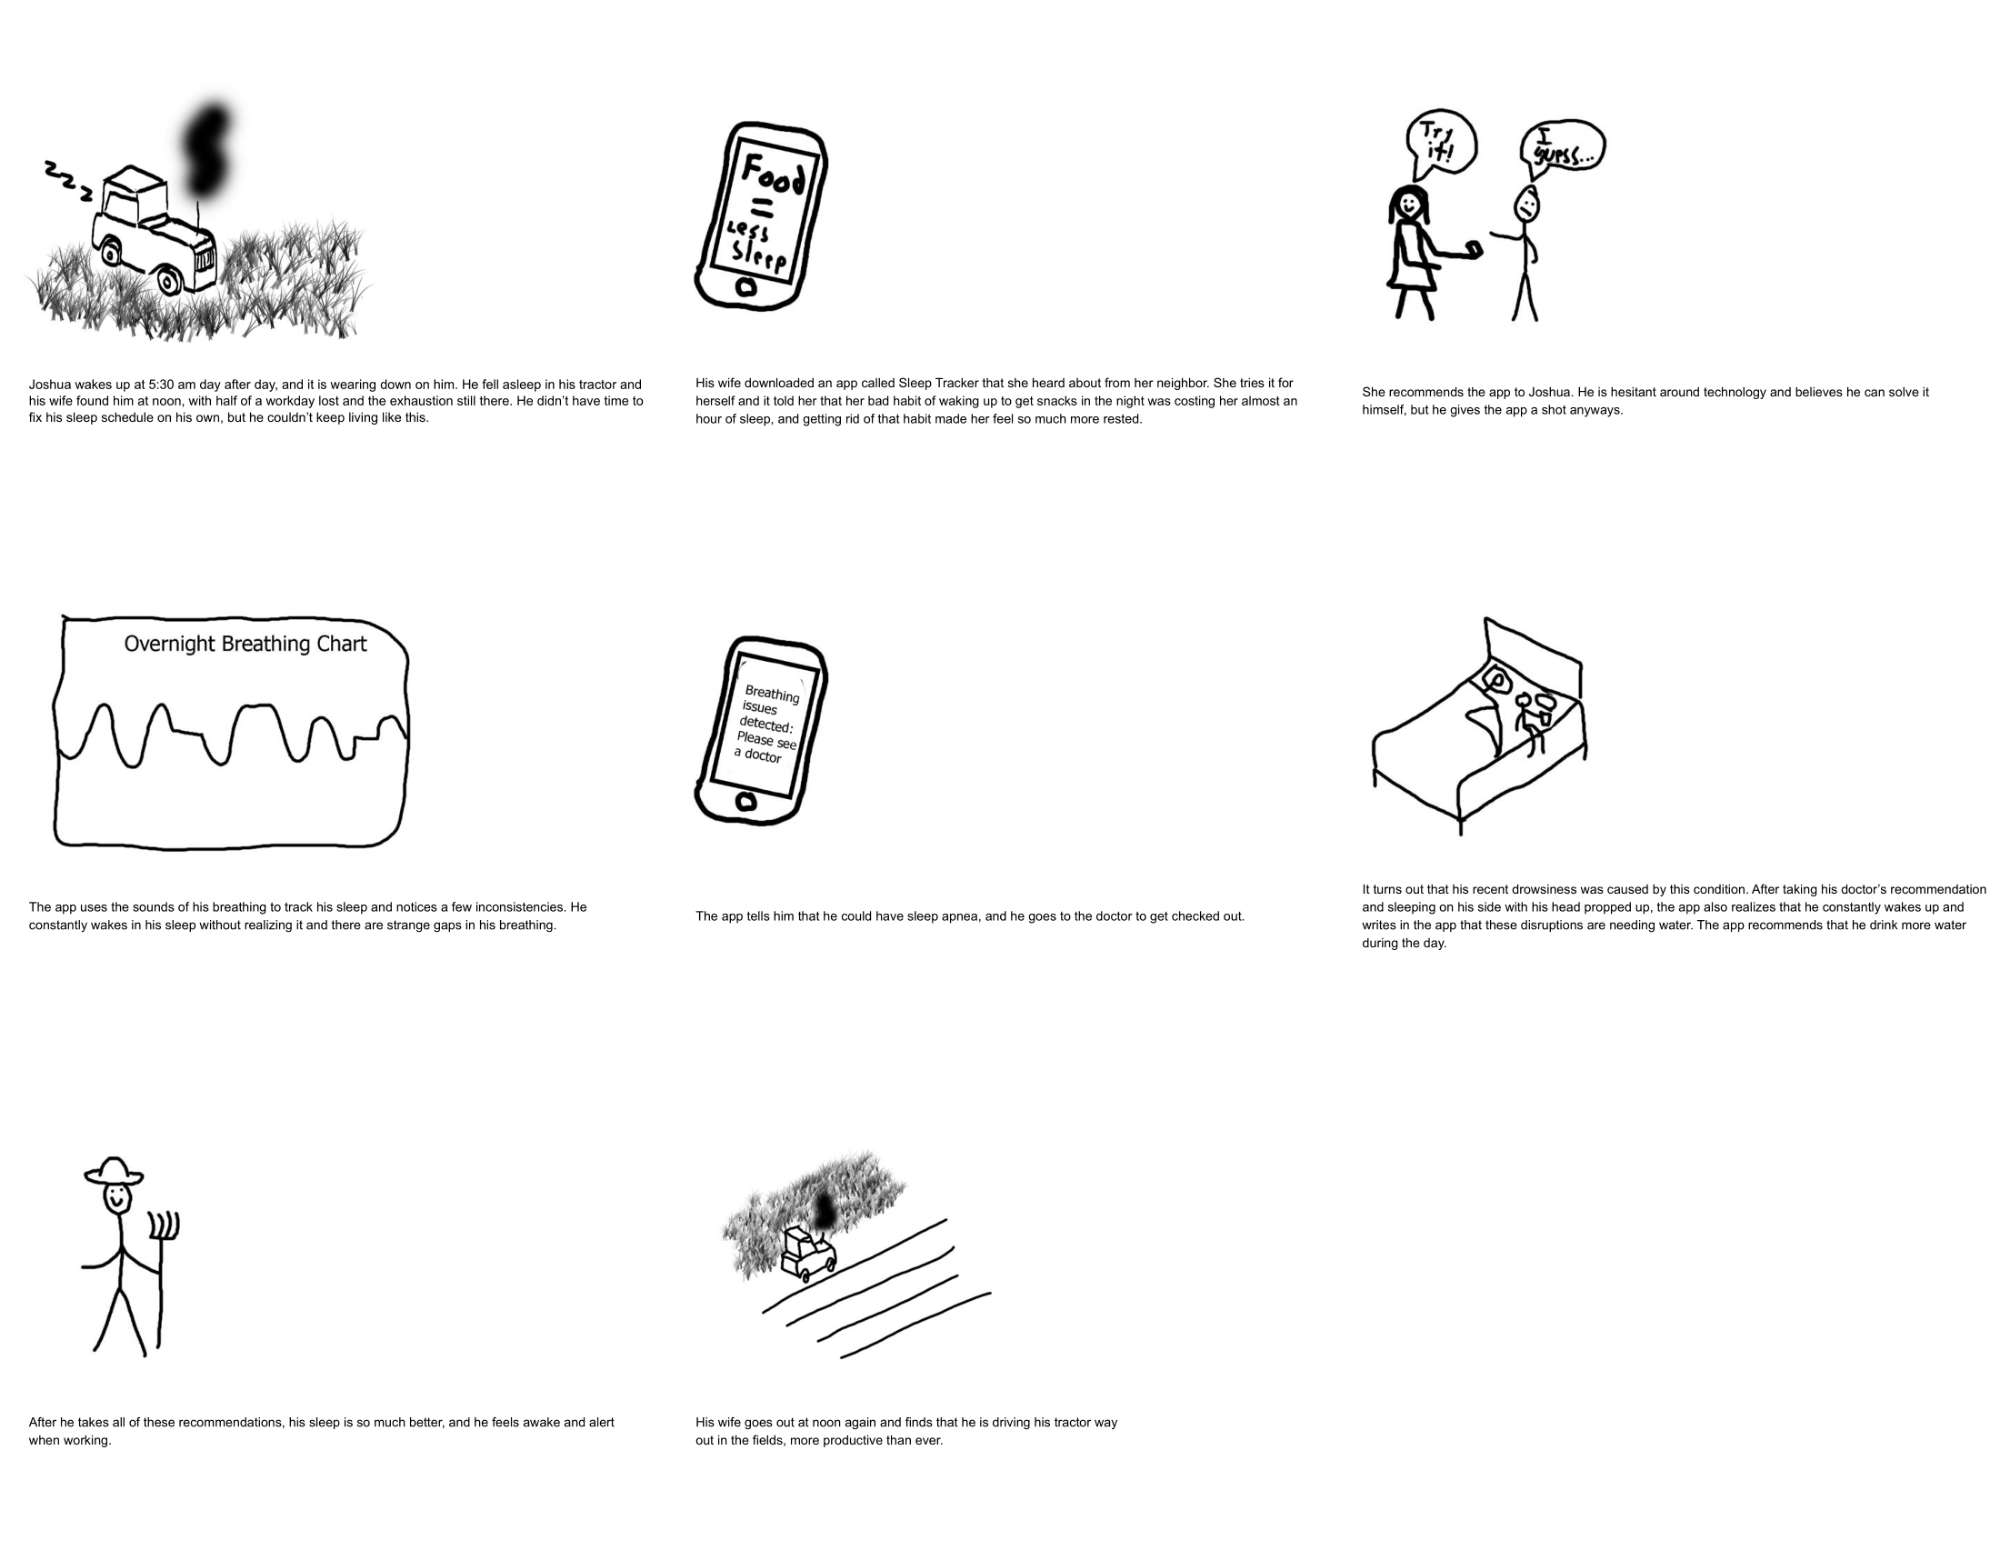 zzz
Joshua wakes up at 5:30 am day after day, and it is wearing down on him. He fell asleep in his tractor and
his wife found him at noon, with half of a workday lost and the exhaustion still there. He didn't have time to
fix his sleep schedule on his own, but he couldn't keep living like this.
Food
=
Less
Sleep
His wife downloaded an app called Sleep Tracker that she heard about from her neighbor. She tries it for
herself and it told her that her bad habit of waking up to get snacks in the night was costing her almost an
hour of sleep, and getting rid of that habit made her feel so much more rested.
Try
it!
I
guess...
She recommends the app to Joshua. He is hesitant around technology and believes he can solve it
himself, but he gives the app a shot anyways.
Overnight Breathing Chart
The app uses the sounds of his breathing to track his sleep and notices a few inconsistencies. He
constantly wakes in his sleep without realizing it and there are strange gaps in his breathing.
Breathing
issues
detected:
Please see
a doctor
The app tells him that he could have sleep apnea, and he goes to the doctor to get checked out.
It turns out that his recent drowsiness was caused by this condition. After taking his doctor's recommendation
and sleeping on his side with his head propped up, the app also realizes that he constantly wakes up and
writes in the app that these disruptions are needing water. The app recommends that he drink more water
during the day.
After he takes all of these recommendations, his sleep is so much better, and he feels awake and alert
when working.
His wife goes out at noon again and finds that he is driving his tractor way
out in the fields, more productive than ever.